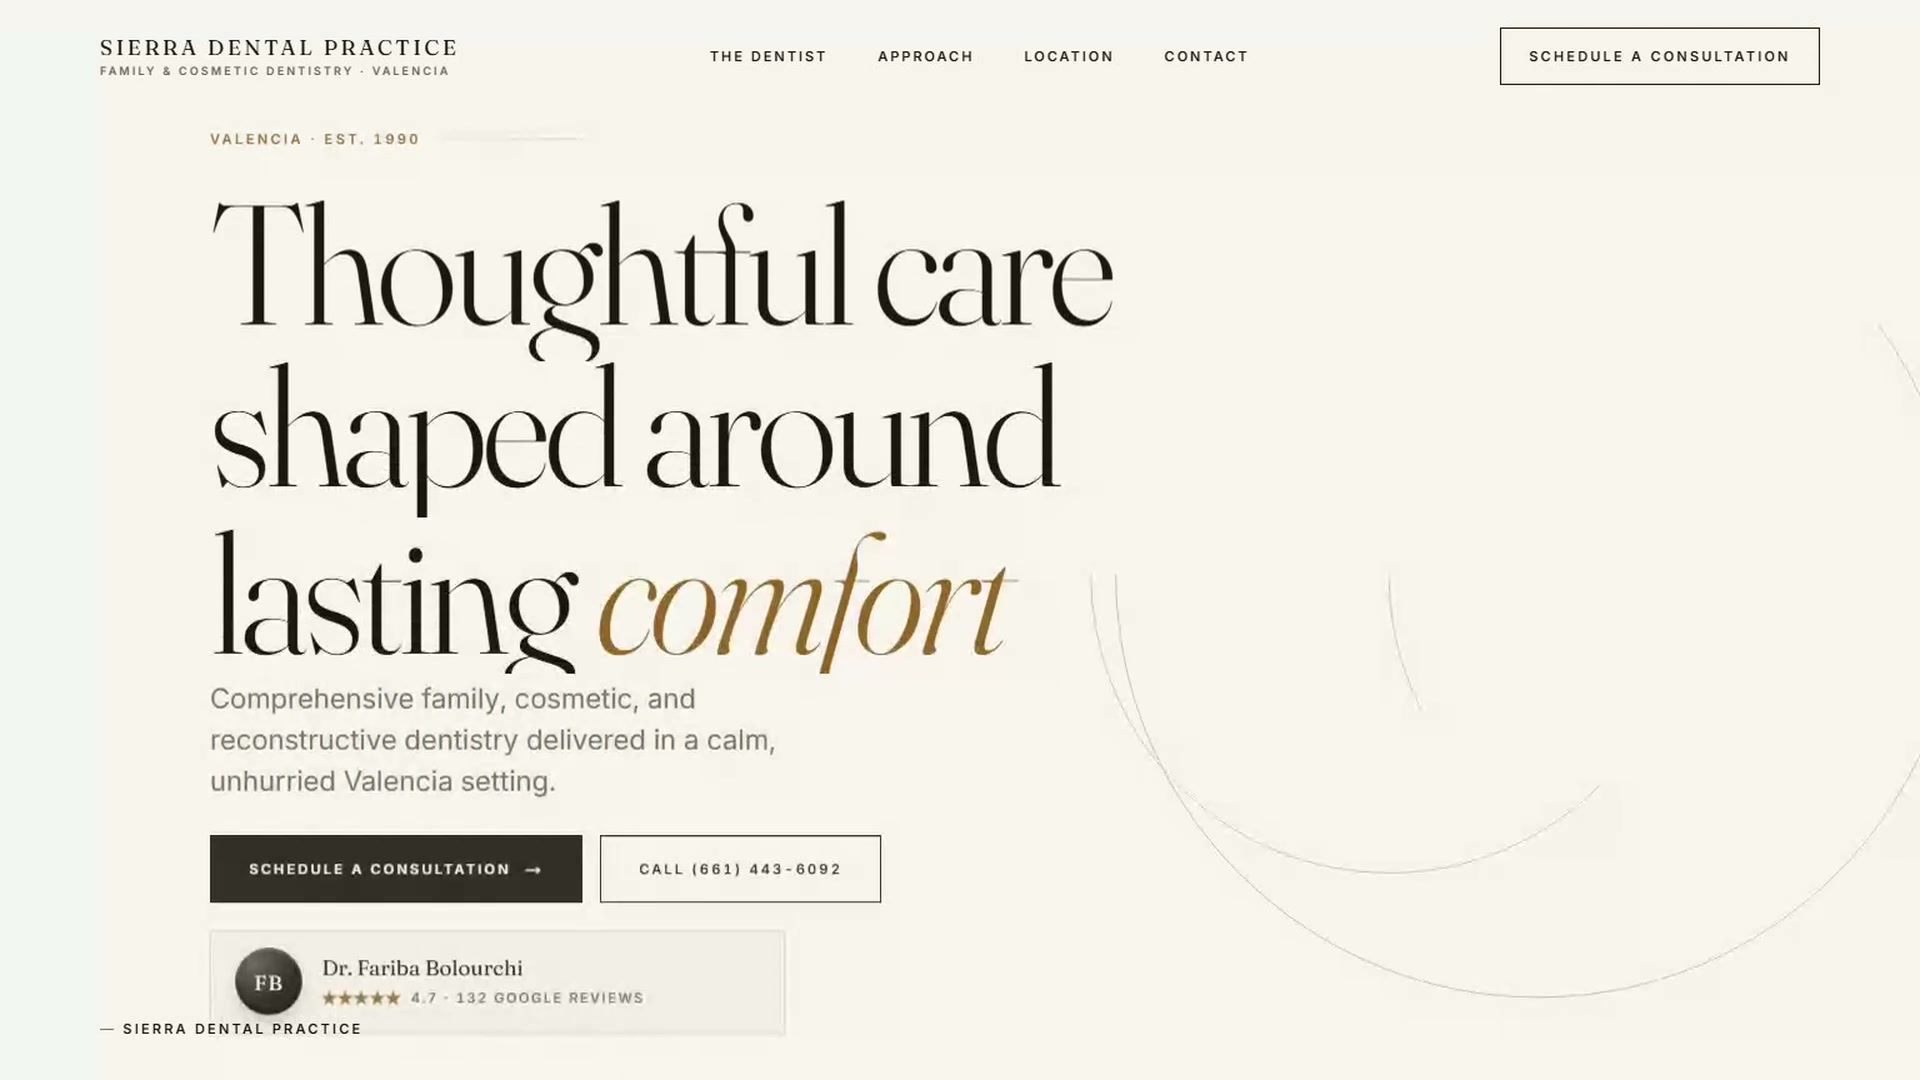 SIERRA DENTAL PRACTICE
FAMILY & COSMETIC DENTISTRY · VALENCIA
THE DENTIST
APPROACH
LOCATION
CONTACT
SCHEDULE A CONSULTATION
VALENCIA · EST. 1990
Thoughtful care
shaped around
lasting comfort
Comprehensive family, cosmetic, and
reconstructive dentistry delivered in a calm,
unhurried Valencia setting.
SCHEDULE A CONSULTATION →
CALL (661) 443-6092
FB
Dr. Fariba Bolourchi
★★★★★ 4.7 · 132 GOOGLE REVIEWS
— SIERRA DENTAL PRACTICE